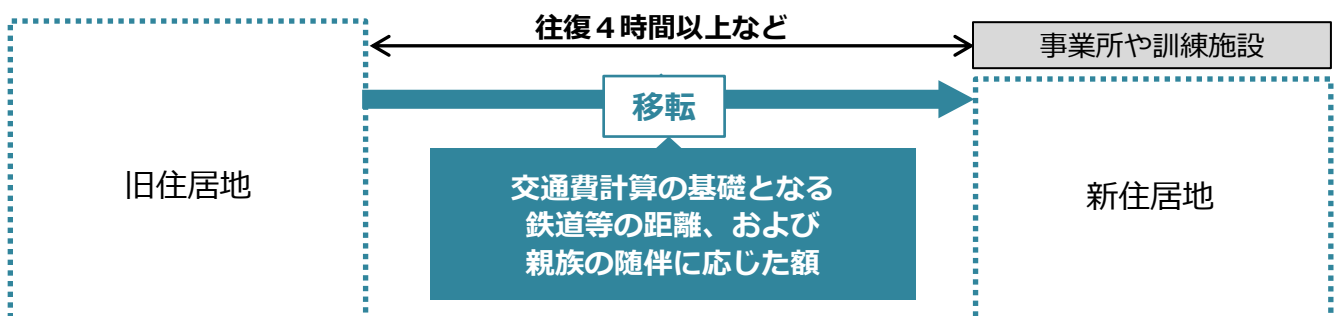 往復４時間以上など
事業所や訓練施設
移転
旧住居地
交通費計算の基礎となる
鉄道等の距離、および
親族の随伴に応じた額
新住居地